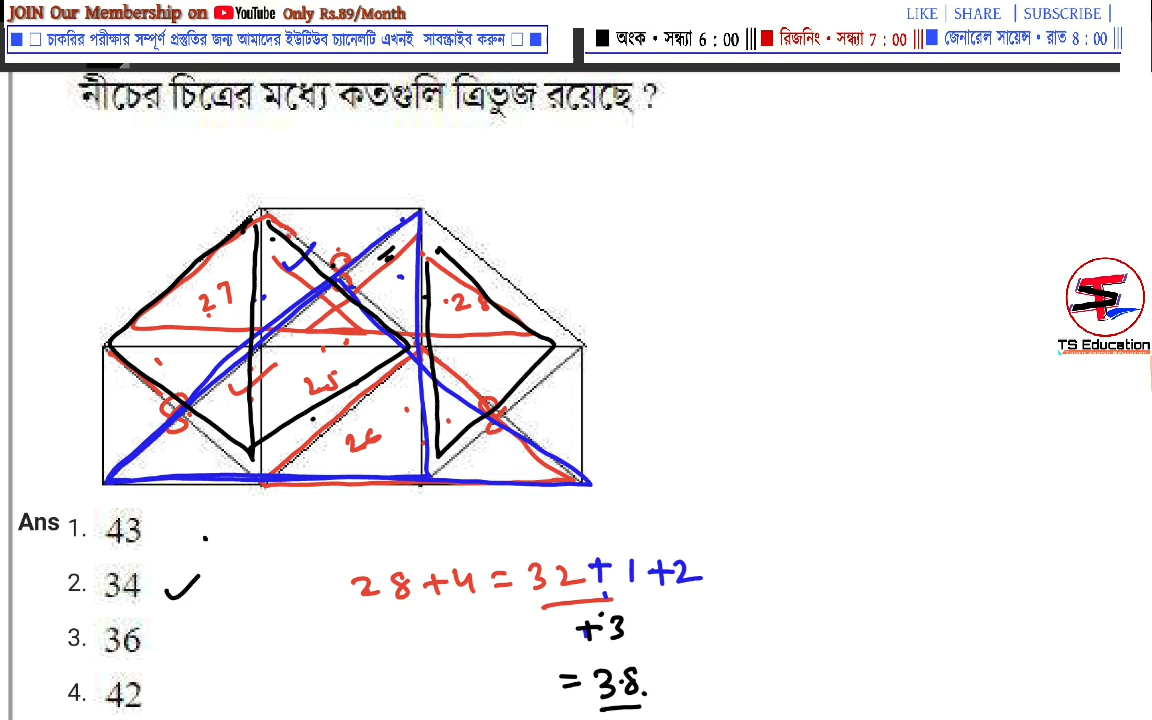 JOIN Our Membership on YouTube Only Rs.89/Month
LIKE | SHARE | SUBSCRIBE |
■ □ চাকরির পরীক্ষার সম্পূর্ণ প্রস্তুতির জন্য আমাদের ইউটিউব চ্যানেলটি এখনই সাবস্ক্রাইব করুন □ ■
■ অংক • সন্ধ্যা 6 : 00 ||| ■ রিজনিং • সন্ধ্যা 7 : 00 ||| ■ জেনারেল সায়েন্স • রাত 8 : 00 |||
নীচের চিত্রের মধ্যে কতগুলি ত্রিভুজ রয়েছে ?
27
28
25
26
TS Education
Ans 1. 43
2. 34 ✓
3. 36
4. 42
28 + 4 = 32 + 1 + 2
+ 3
= 38.